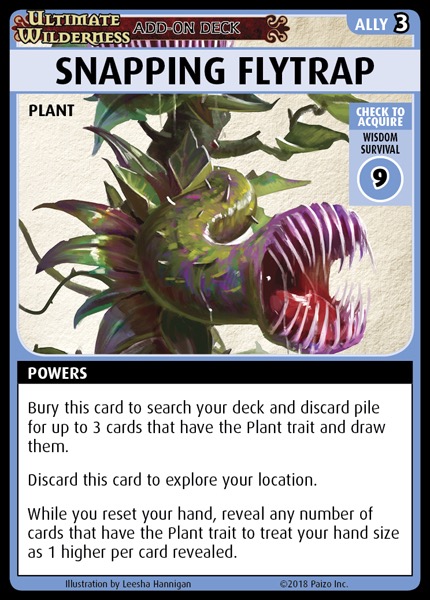 ULTIMATE
WILDERNESS ADD-ON DECK
ALLY 3
SNAPPING FLYTRAP
PLANT
CHECK TO
ACQUIRE
WISDOM
SURVIVAL
9
POWERS
Bury this card to search your deck and discard pile
for up to 3 cards that have the Plant trait and draw
them.
Discard this card to explore your location.
While you reset your hand, reveal any number of
cards that have the Plant trait to treat your hand size
as 1 higher per card revealed.
Illustration by Leesha Hannigan ©2018 Paizo Inc.